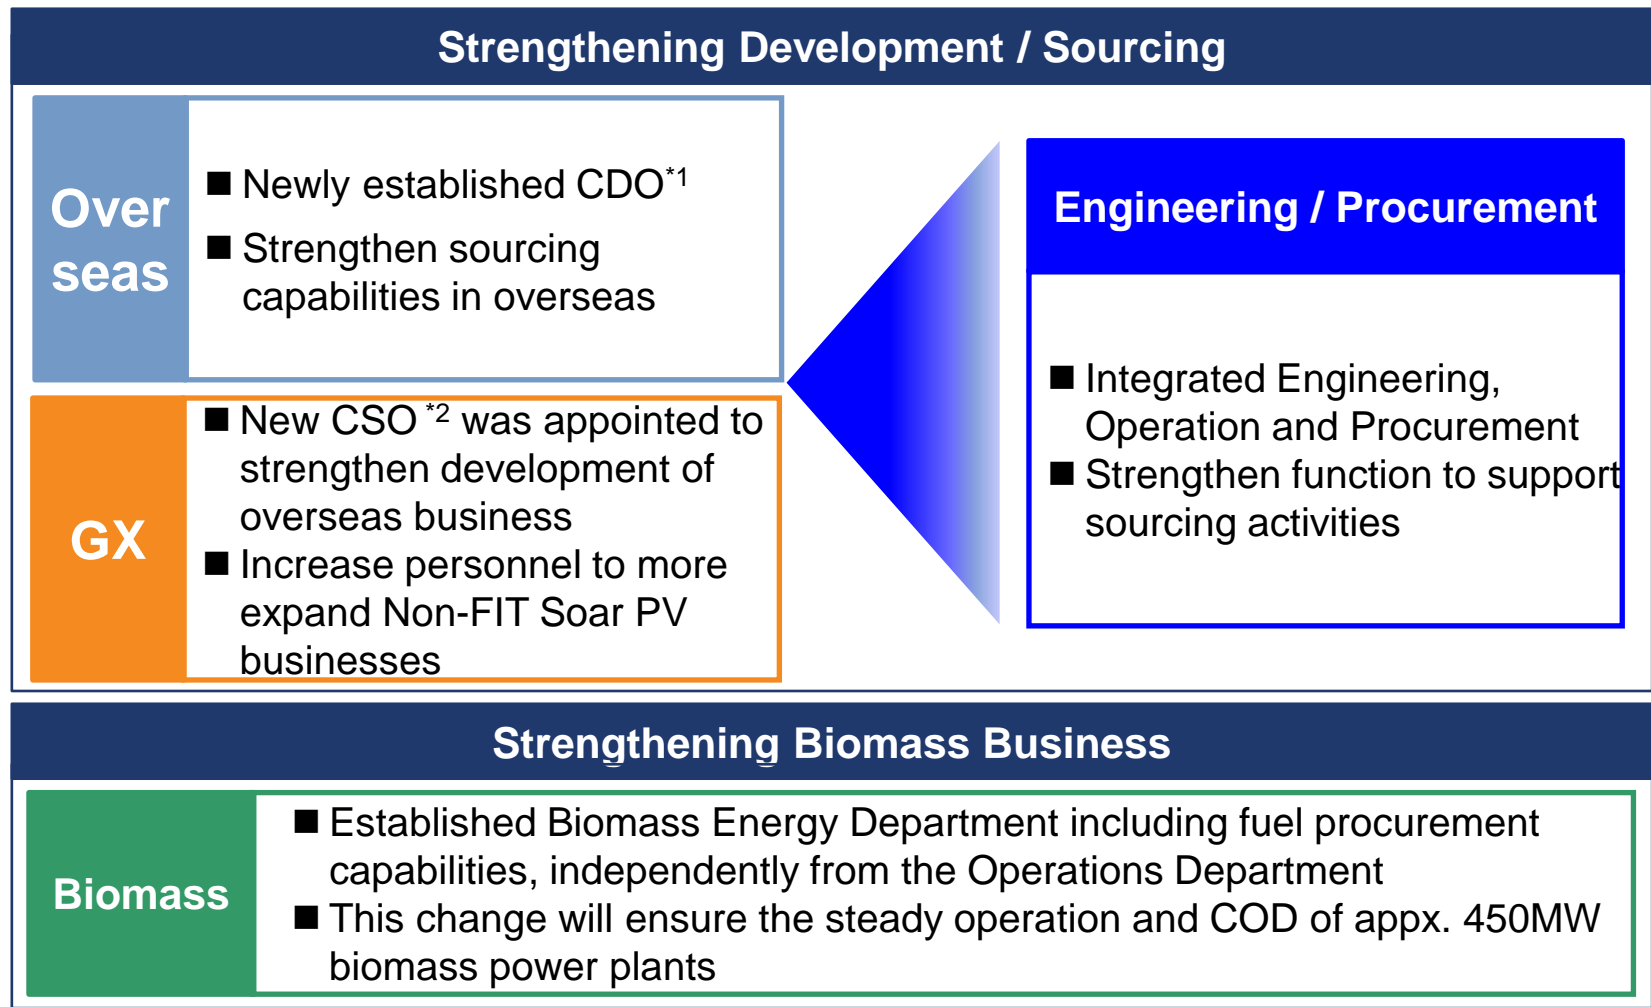 Strengthening Development / Sourcing
Over
seas
■ Newly established CDO*1
■ Strengthen sourcing
capabilities in overseas
GX
■ New CSO *2 was appointed to
strengthen development of
overseas business
■ Increase personnel to more
expand Non-FIT Soar PV
businesses
Engineering / Procurement
■ Integrated Engineering,
Operation and Procurement
■ Strengthen function to support
sourcing activities
Strengthening Biomass Business
Biomass
■ Established Biomass Energy Department including fuel procurement
capabilities, independently from the Operations Department
■ This change will ensure the steady operation and COD of appx. 450MW
biomass power plants